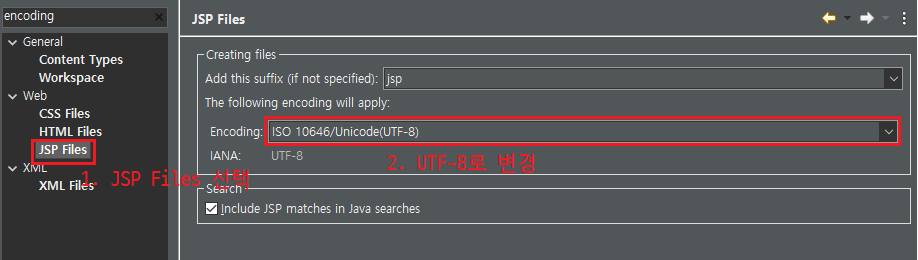 encoding
General
Content Types
Workspace
Web
CSS Files
HTML Files
JSP Files
XML
XML Files
1. JSP Files 선택
JSP Files
Creating files
Add this suffix (if not specified): jsp
The following encoding will apply:
Encoding: ISO 10646/Unicode(UTF-8)
IANA: UTF-8
2. UTF-8로 변경
Search
Include JSP matches in Java searches